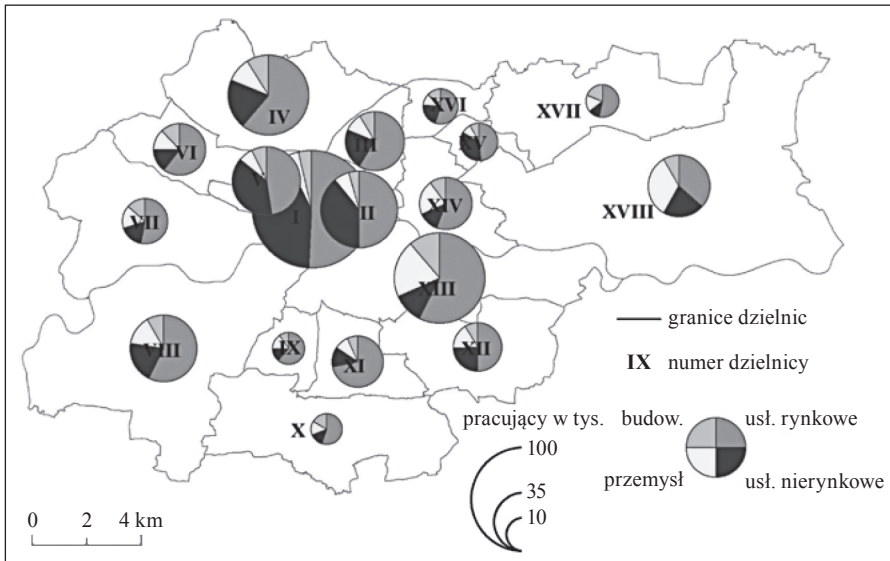 IV
XVI
XVII
III
XV
VI
V
XVIII
I
II
XIV
VII
XIII
granice dzielnic
VIII
IX
XI
XII
IX numer dzielnicy
X
pracujący w tys.
100
35
10
budow.
usł. rynkowe
przemysł
usł. nierynkowe
0 2 4 km